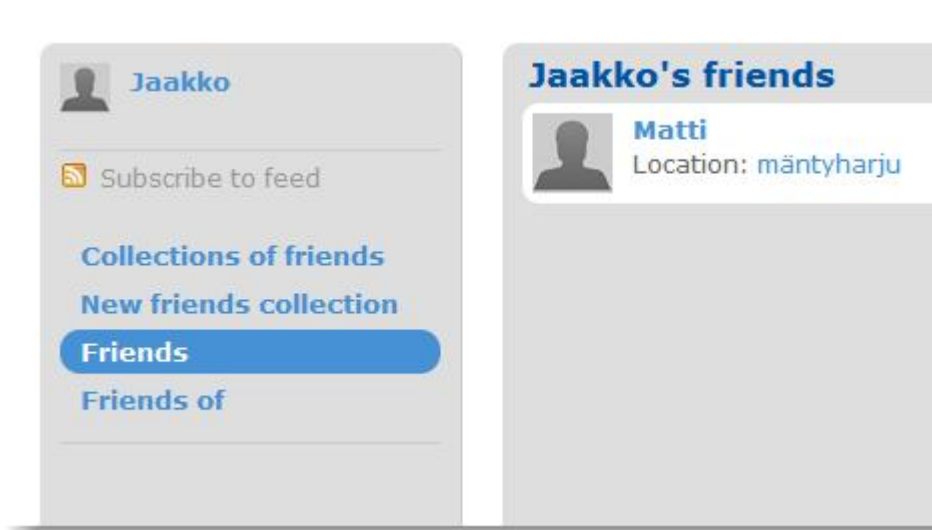 Jaakko
Subscribe to feed
Collections of friends
New friends collection
Friends
Friends of
Jaakko's friends
Matti
Location: mäntyharju